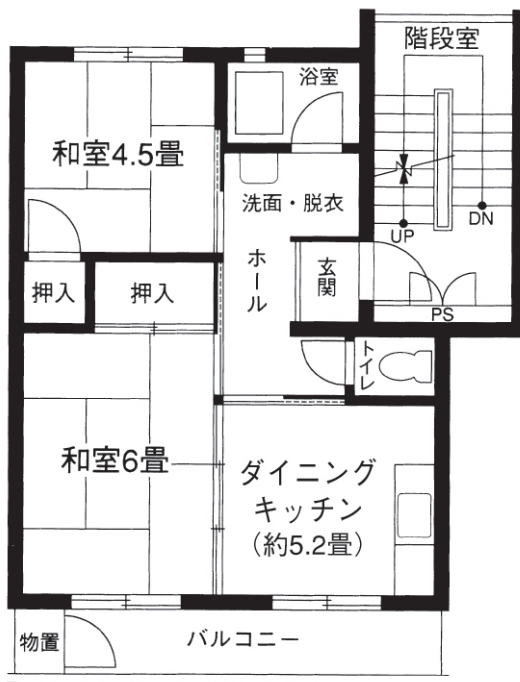 階段室
浴室
和室4.5畳
洗面・脱衣
UP
DN
ホール
玄関
押入
押入
PS
トイレ
和室6畳
ダイニング
キッチン
（約5.2畳）
物置
バルコニー